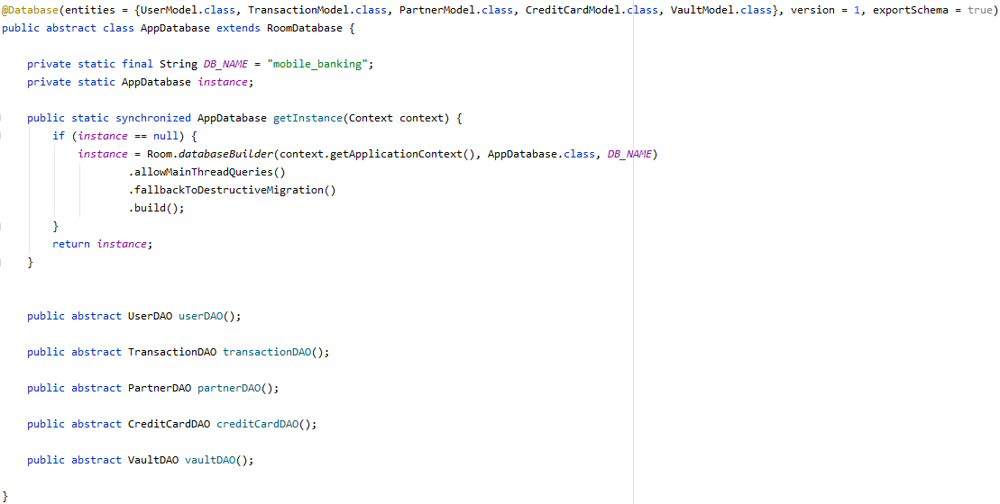 @Database(entities = {UserModel.class, TransactionModel.class, PartnerModel.class, CreditCardModel.class, VaultModel.class}, version = 1, exportSchema = true)
public abstract class AppDatabase extends RoomDatabase {
private static final String DB_NAME = "mobile_banking";
private static AppDatabase instance;
public static synchronized AppDatabase getInstance(Context context) {
if (instance == null) {
instance = Room.databaseBuilder(context.getApplicationContext(), AppDatabase.class, DB_NAME)
.allowMainThreadQueries()
.fallbackToDestructiveMigration()
.build();
}
return instance;
}
public abstract UserDAO userDAO();
public abstract TransactionDAO transactionDAO();
public abstract PartnerDAO partnerDAO();
public abstract CreditCardDAO creditCardDAO();
public abstract VaultDAO vaultDAO();
}